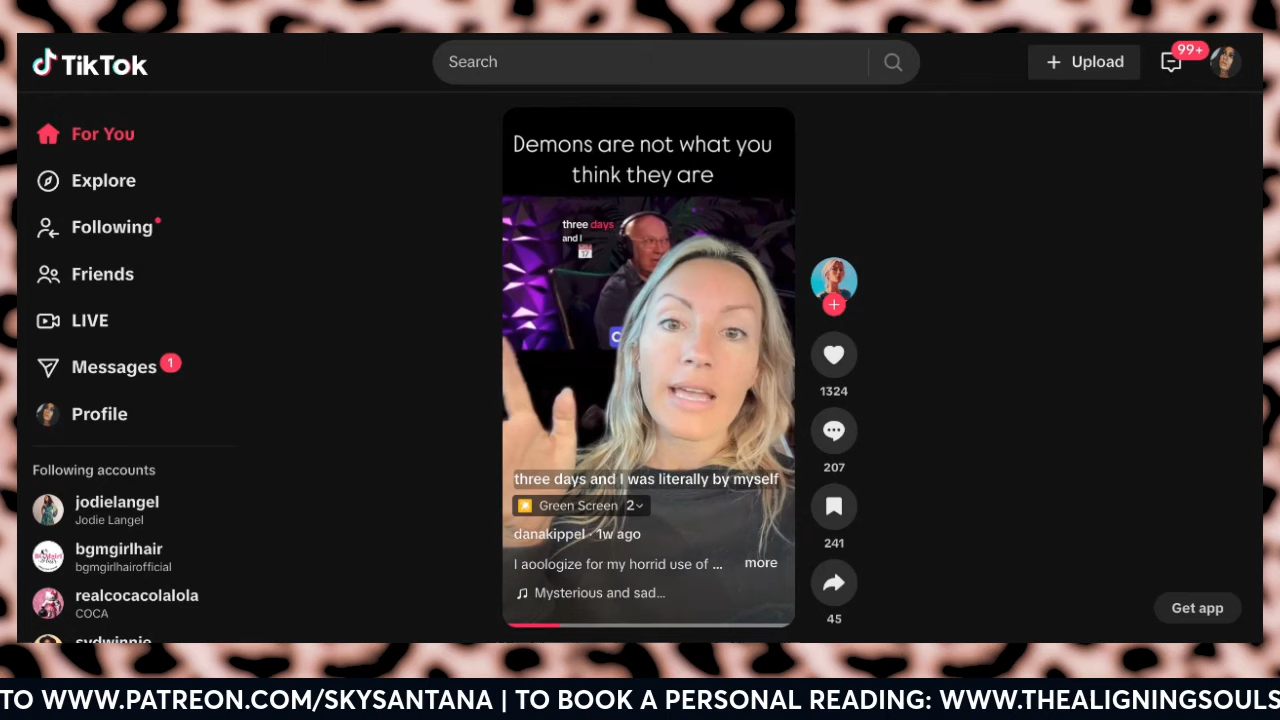 TikTok
Search
Upload
99+
For You
Explore
Following
Friends
LIVE
Messages 1
Profile
Following accounts
jodielangel
Jodie Langel
bgmgirlhair
bgmgirlhairofficial
realcocacolalola
COCA
Demons are not what you
think they are
three days
and I
17
three days and I was literally by myself
Green Screen 2
danakippel · 1w ago
I aoologize for my horrid use of ... more
Mysterious and sad...
1324
207
241
45
Get app
TO WWW.PATREON.COM/SKYSANTANA | TO BOOK A PERSONAL READING: WWW.THEALIGNINGSOULS